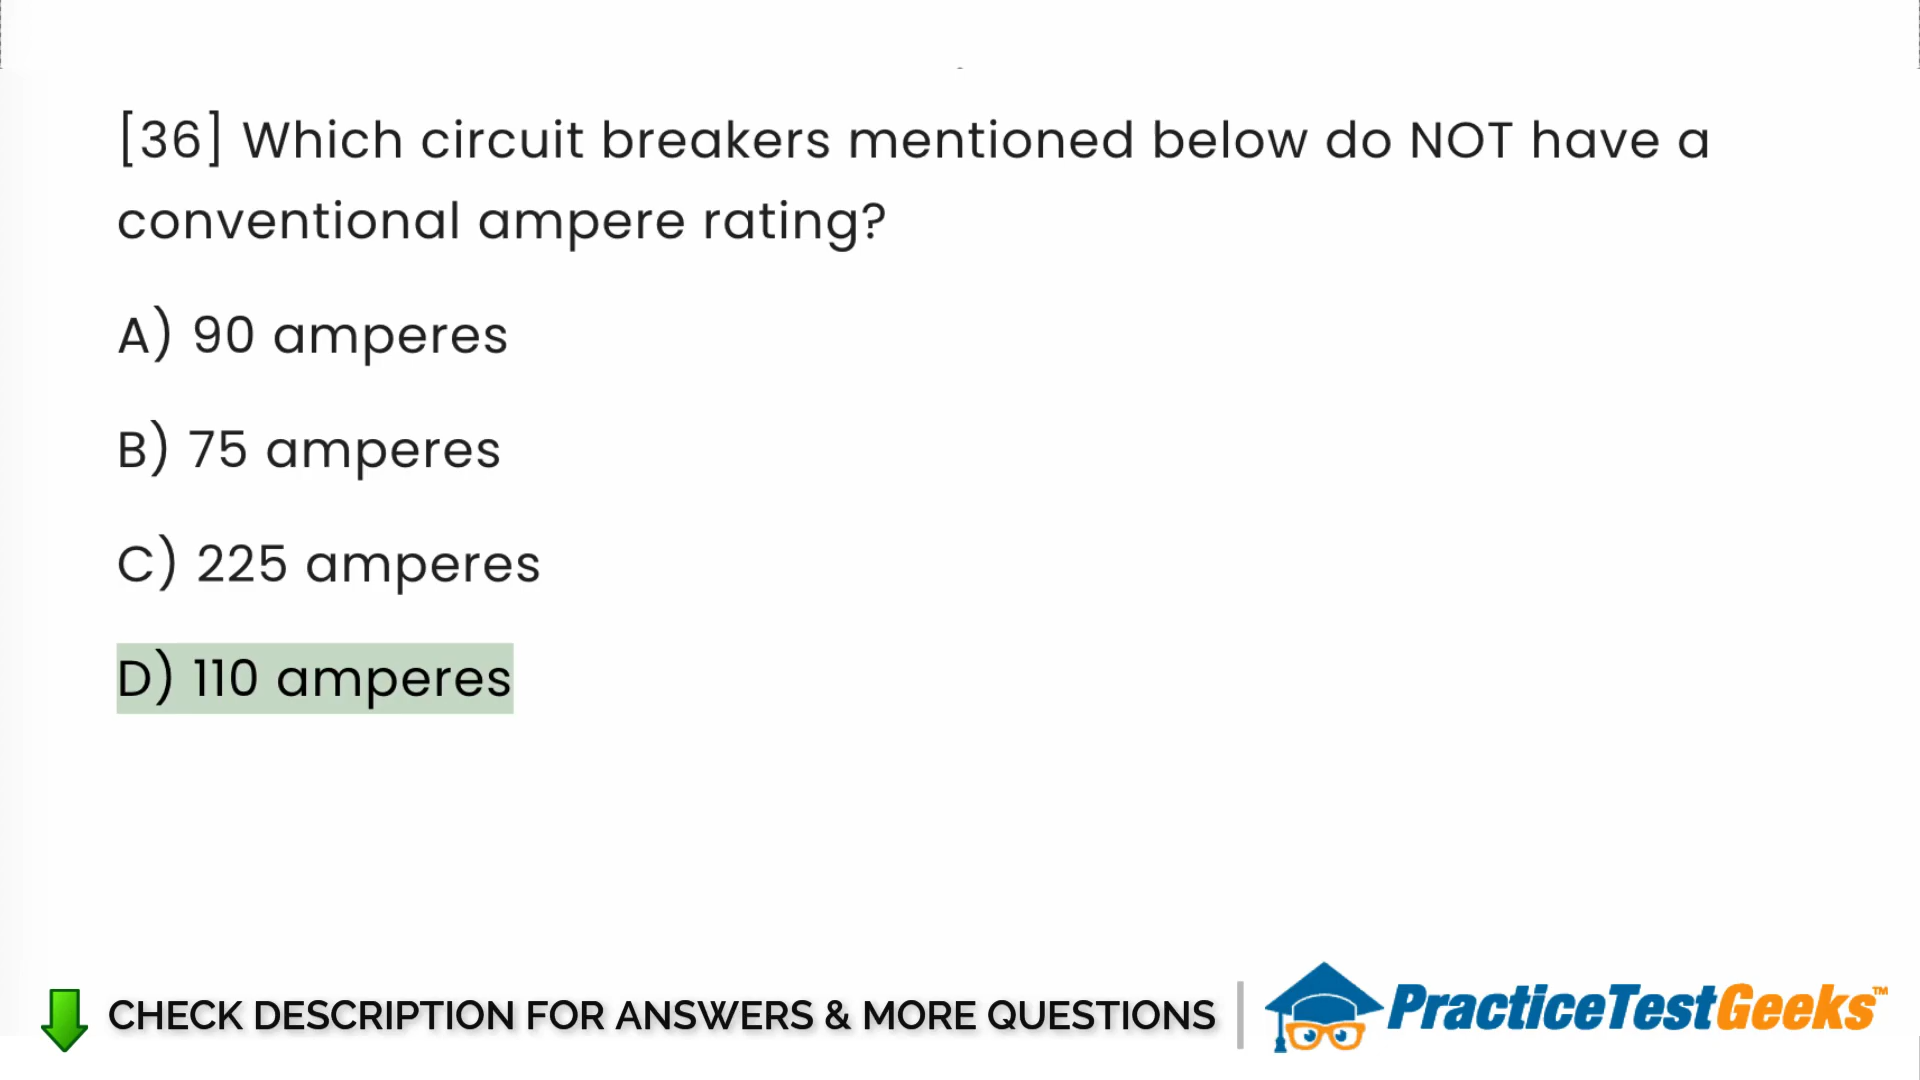 [36] Which circuit breakers mentioned below do NOT have a
conventional ampere rating?
A) 90 amperes
B) 75 amperes
C) 225 amperes
D) 110 amperes
CHECK DESCRIPTION FOR ANSWERS & MORE QUESTIONS
PracticeTestGeeks™